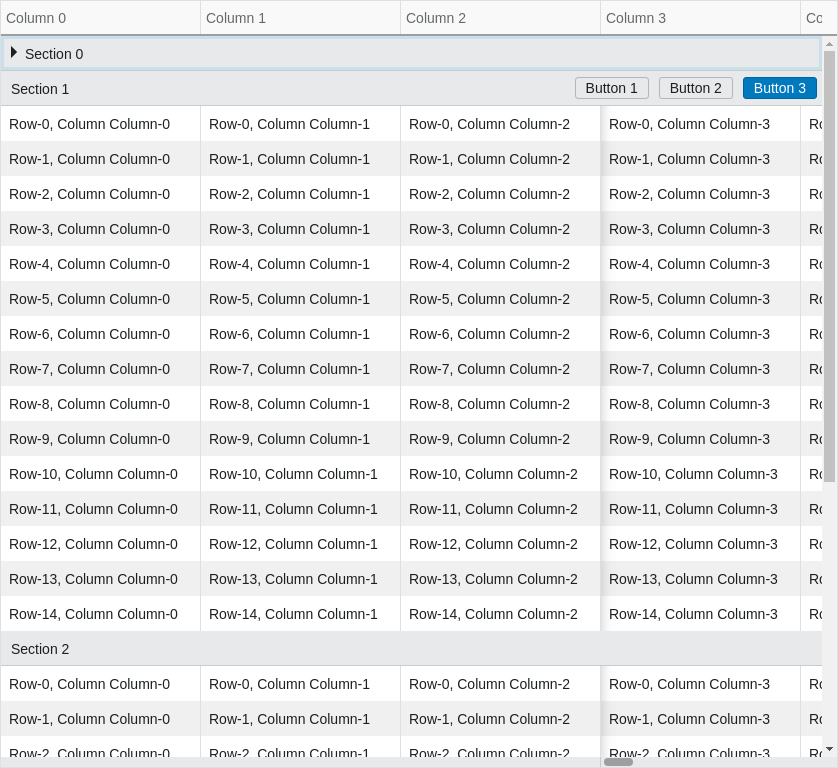 Column 0 Column 1 Column 2 Column 3 Co
Section 0
Section 1 Button 1 Button 2 Button 3
Row-0, Column Column-0 Row-0, Column Column-1 Row-0, Column Column-2 Row-0, Column Column-3 Ro
Row-1, Column Column-0 Row-1, Column Column-1 Row-1, Column Column-2 Row-1, Column Column-3 Ro
Row-2, Column Column-0 Row-2, Column Column-1 Row-2, Column Column-2 Row-2, Column Column-3 Ro
Row-3, Column Column-0 Row-3, Column Column-1 Row-3, Column Column-2 Row-3, Column Column-3 Ro
Row-4, Column Column-0 Row-4, Column Column-1 Row-4, Column Column-2 Row-4, Column Column-3 Ro
Row-5, Column Column-0 Row-5, Column Column-1 Row-5, Column Column-2 Row-5, Column Column-3 Ro
Row-6, Column Column-0 Row-6, Column Column-1 Row-6, Column Column-2 Row-6, Column Column-3 Ro
Row-7, Column Column-0 Row-7, Column Column-1 Row-7, Column Column-2 Row-7, Column Column-3 Ro
Row-8, Column Column-0 Row-8, Column Column-1 Row-8, Column Column-2 Row-8, Column Column-3 Ro
Row-9, Column Column-0 Row-9, Column Column-1 Row-9, Column Column-2 Row-9, Column Column-3 Ro
Row-10, Column Column-0 Row-10, Column Column-1 Row-10, Column Column-2 Row-10, Column Column-3 Ro
Row-11, Column Column-0 Row-11, Column Column-1 Row-11, Column Column-2 Row-11, Column Column-3 Ro
Row-12, Column Column-0 Row-12, Column Column-1 Row-12, Column Column-2 Row-12, Column Column-3 Ro
Row-13, Column Column-0 Row-13, Column Column-1 Row-13, Column Column-2 Row-13, Column Column-3 Ro
Row-14, Column Column-0 Row-14, Column Column-1 Row-14, Column Column-2 Row-14, Column Column-3 Ro
Section 2
Row-0, Column Column-0 Row-0, Column Column-1 Row-0, Column Column-2 Row-0, Column Column-3 Ro
Row-1, Column Column-0 Row-1, Column Column-1 Row-1, Column Column-2 Row-1, Column Column-3 Ro
Row-2, Column Column-0 Row-2, Column Column-1 Row-2, Column Column-2 Row-2, Column Column-3 Ro